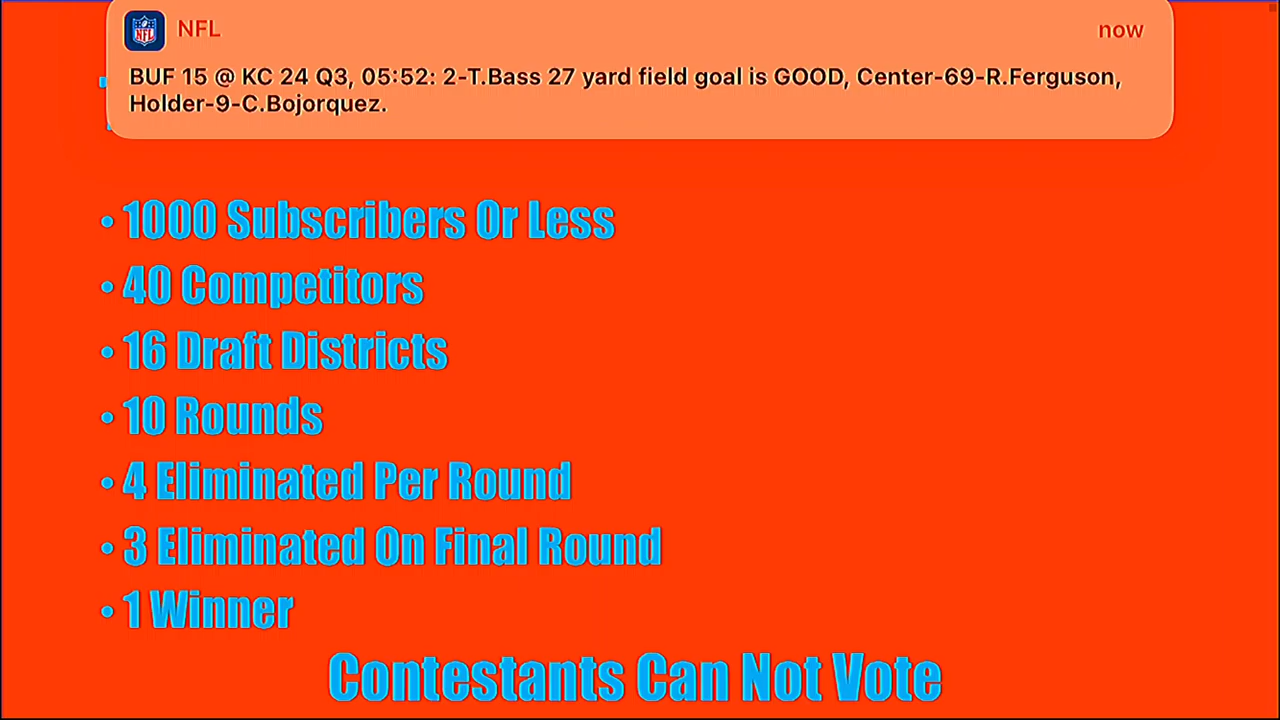 NFL
NFL now
BUF 15 @ KC 24 Q3, 05:52: 2-T.Bass 27 yard field goal is GOOD, Center-69-R.Ferguson,
Holder-9-C.Bojorquez.
• 1000 Subscribers Or Less
• 40 Competitors
• 16 Draft Districts
• 10 Rounds
• 4 Eliminated Per Round
• 3 Eliminated On Final Round
• 1 Winner
Contestants Can Not Vote